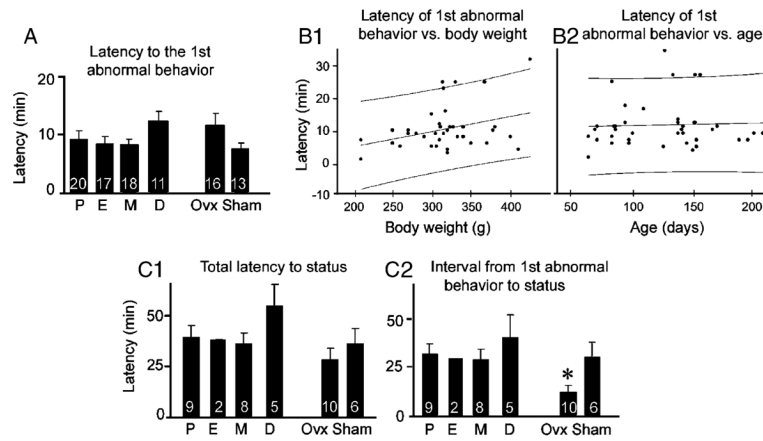 A
Latency to the 1st
abnormal behavior
Latency (min)
20
10
0
20 17 18 11 16 13
P E M D Ovx Sham
B1
Latency of 1st abnormal
behavior vs. body weight
Latency (min)
30
20
10
0
-10
200 250 300 350 400
Body weight (g)
B2
Latency of 1st
abnormal behavior vs. age
50 100 150 200
Age (days)
C1
Total latency to status
Latency (min)
50
25
0
9 2 8 5 10 6
P E M D Ovx Sham
C2
Interval from 1st abnormal
behavior to status
50
25
0
*
9 2 8 5 10 6
P E M D Ovx Sham